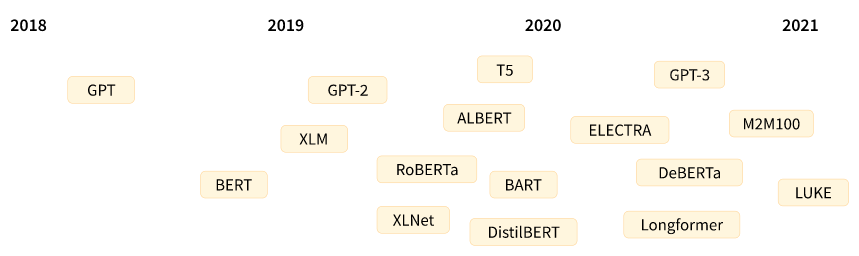 2018 2019 2020 2021
T5
GPT-3
GPT GPT-2
ALBERT
M2M100
ELECTRA
XLM
RoBERTa
DeBERTa
BERT BART
LUKE
XLNet
Longformer
DistilBERT